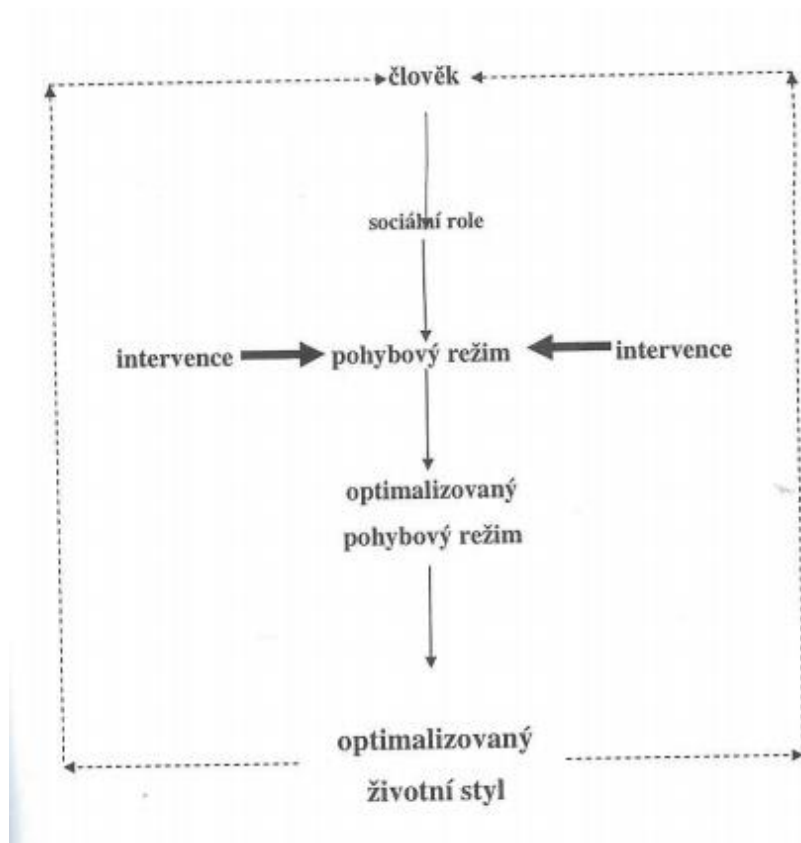 člověk
sociální role
intervence
pohybový režim
intervence
optimalizovaný
pohybový režim
optimalizovaný
životní styl